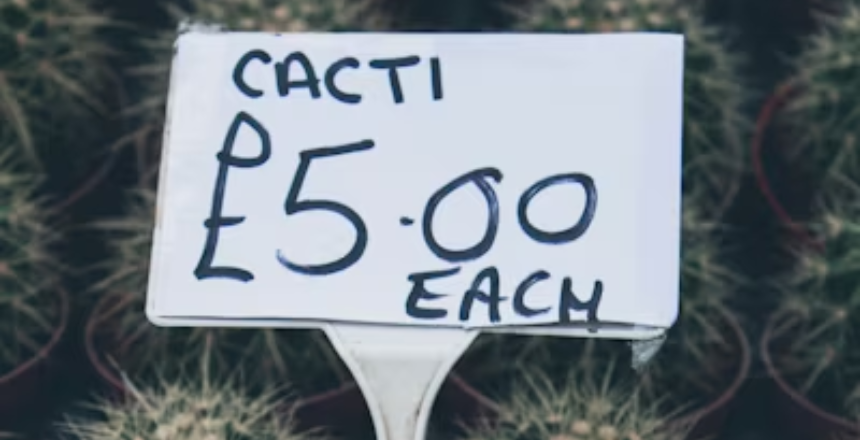 CACTI
£5.00
EACH